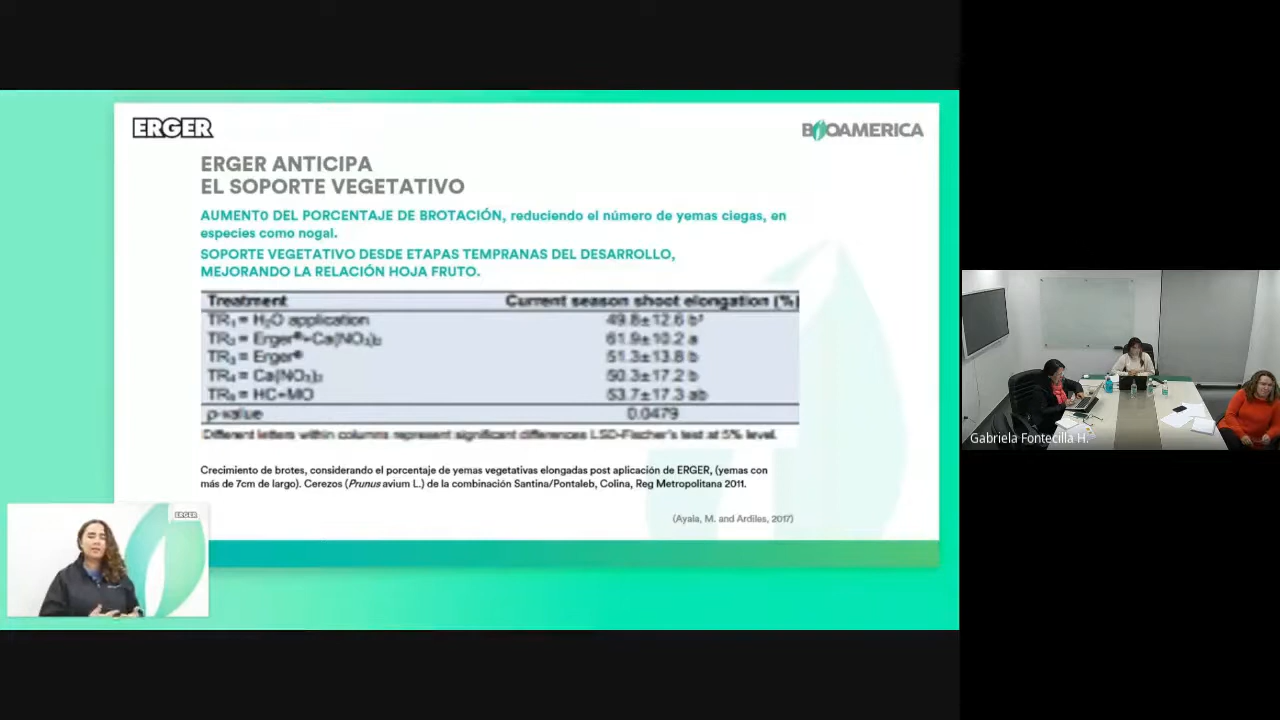 ERGER
BIOAMERICA
ERGER ANTICIPA
EL SOPORTE VEGETATIVO
AUMENTO DEL PORCENTAJE DE BROTACIÓN, reduciendo el número de yemas ciegas, en
especies como nogal.
SOPORTE VEGETATIVO DESDE ETAPAS TEMPRANAS DEL DESARROLLO,
MEJORANDO LA RELACIÓN HOJA FRUTO.
Treatment Current season shoot elongation (%)
TR₁ = H₂O application 49.8±12.6 b
TR₂ = Erger®+Ca(NO₃)₂ 61.9±10.2 a
TR₃ = Erger® 51.3±13.8 b
TR₄ = Ca(NO₃)₂ 50.3±17.2 b
= HC+MO 53.7±17.3 ab
p-value 0.0479
Different letters within columns represent significant differences LSD-Fischer's test at 5% level.
Crecimiento de brotes, considerando el porcentaje de yemas vegetativas elongadas post aplicación de ERGER, (yemas con
más de 7cm de largo). Cerezos (Prunus avium L.) de la combinación Santina/Pontaleb, Colina, Reg Metropolitana 2011.
(Ayala, M. and Ardiles, 2017)
ERGER
Gabriela Fontecilla H.